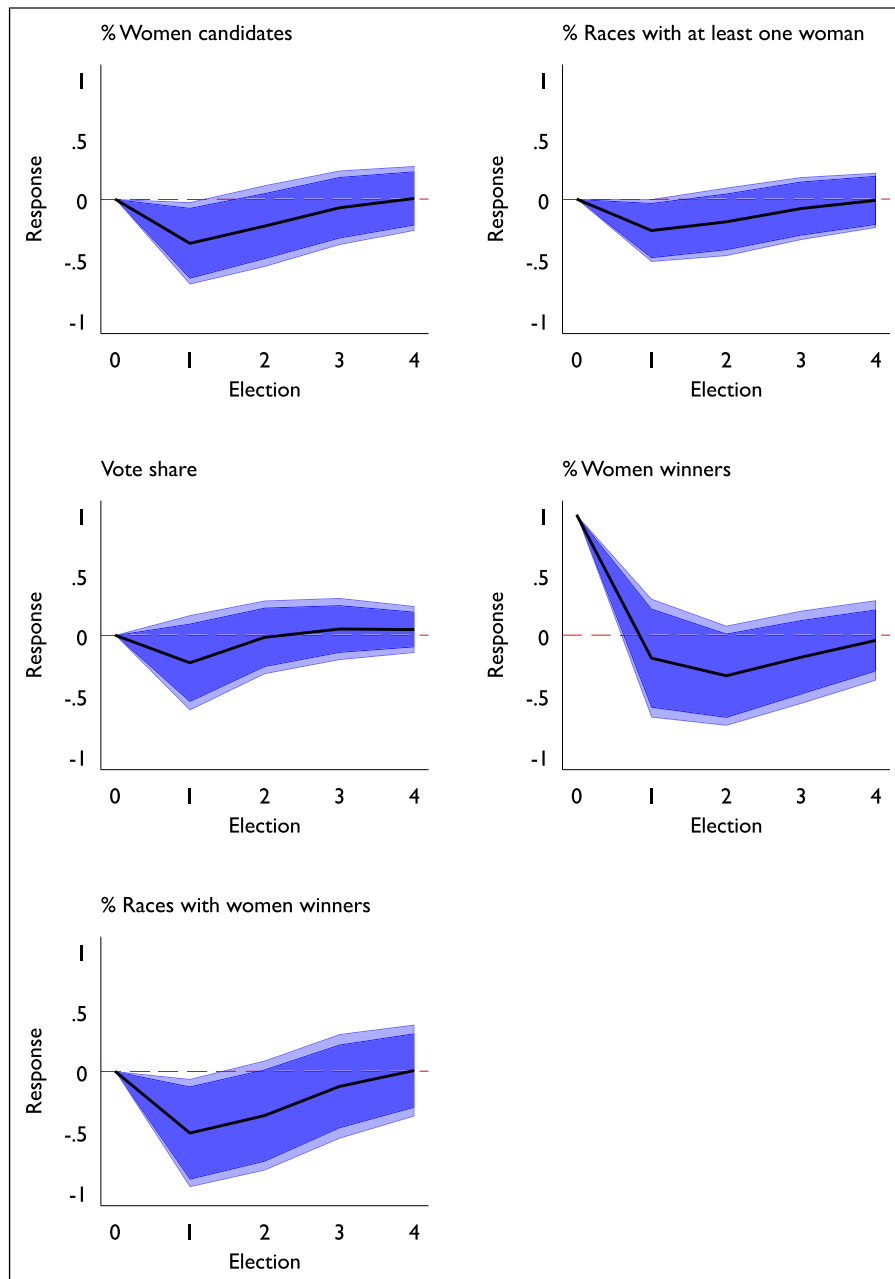 % Women candidates
% Races with at least one woman
1
.5
0
-.5
-1
Response
0 1 2 3 4
Election
1
.5
0
-.5
-1
Response
0 1 2 3 4
Election
Vote share
% Women winners
1
.5
0
-.5
-1
Response
0 1 2 3 4
Election
1
.5
0
-.5
-1
Response
0 1 2 3 4
Election
% Races with women winners
1
.5
0
-.5
-1
Response
0 1 2 3 4
Election